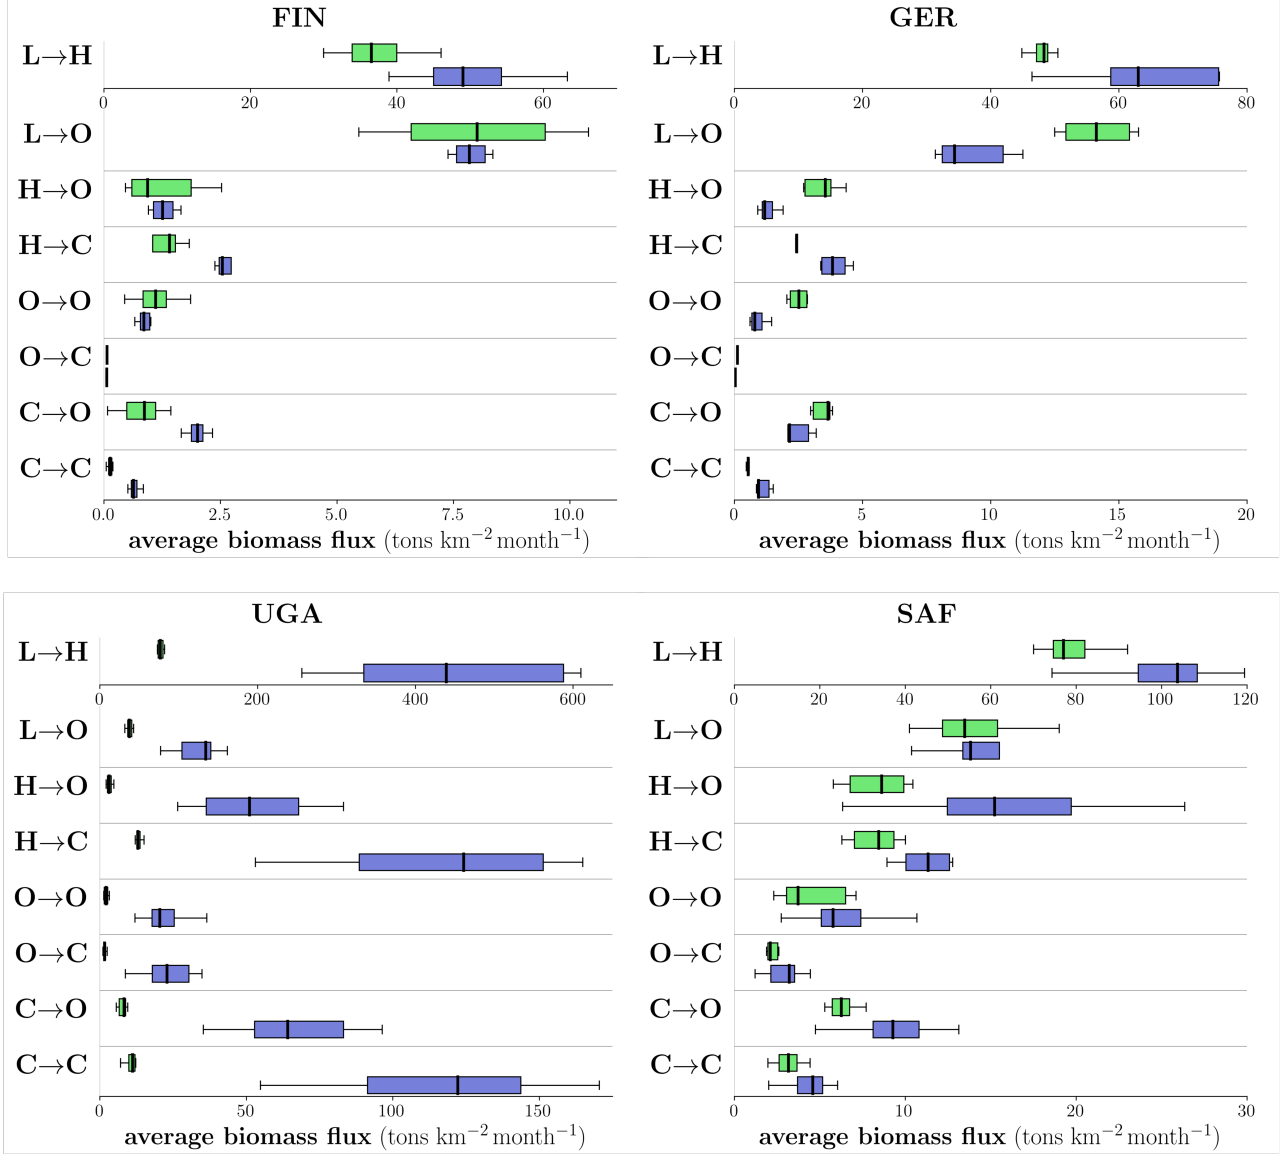 FIN
L→H
0 20 40 60
L→O
H→O
H→C
O→O
O→C
C→O
C→C
0.0 2.5 5.0 7.5 10.0
average biomass flux (tons km⁻² month⁻¹)
GER
L→H
0 20 40 60 80
L→O
H→O
H→C
O→O
O→C
C→O
C→C
0 5 10 15 20
average biomass flux (tons km⁻² month⁻¹)
UGA
L→H
0 200 400 600
L→O
H→O
H→C
O→O
O→C
C→O
C→C
0 50 100 150
average biomass flux (tons km⁻² month⁻¹)
SAF
L→H
0 20 40 60 80 100 120
L→O
H→O
H→C
O→O
O→C
C→O
C→C
0 10 20 30
average biomass flux (tons km⁻² month⁻¹)